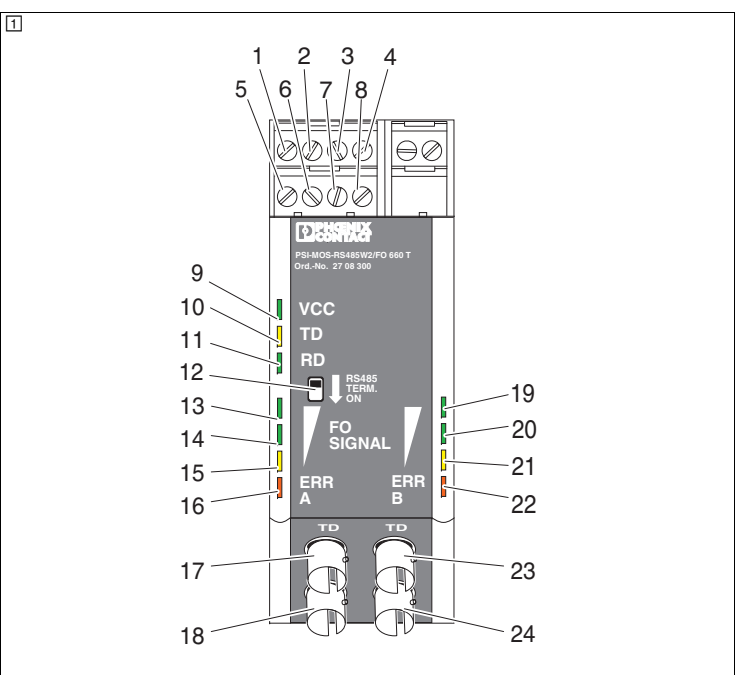 1
1 2 3 4
5 6 7 8
PHOENIX
CONTACT
PSI-MOS-RS485W2/FO 660 T
Ord.-No. 27 08 300
9
VCC
10
TD
11
RD
12
RS485
TERM.
ON
13
14
15
16
FO
SIGNAL
ERR
A
ERR
B
19
20
21
22
TD TD
17
18
23
24